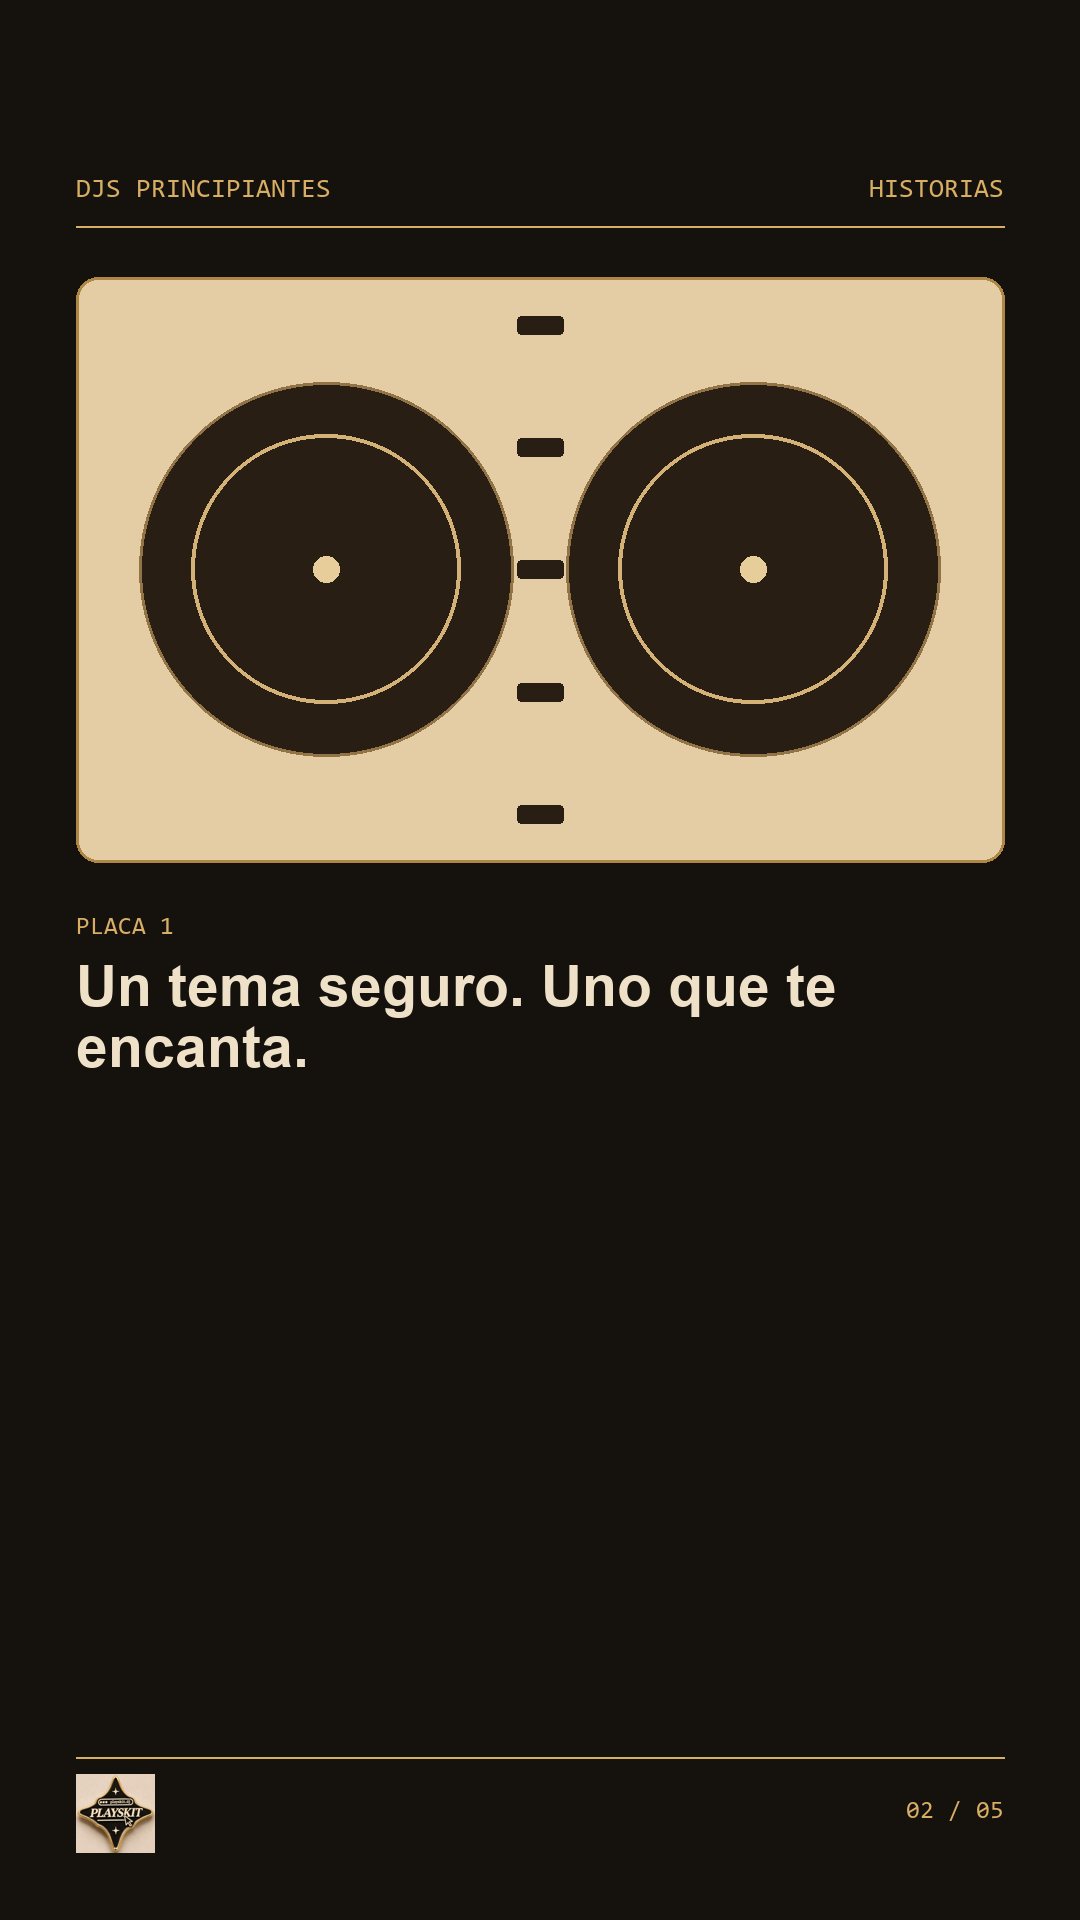 DJS PRINCIPIANTES
HISTORIAS
PLACA 1
Un tema seguro. Uno que te
encanta.
PLAYSKIT
02 / 05